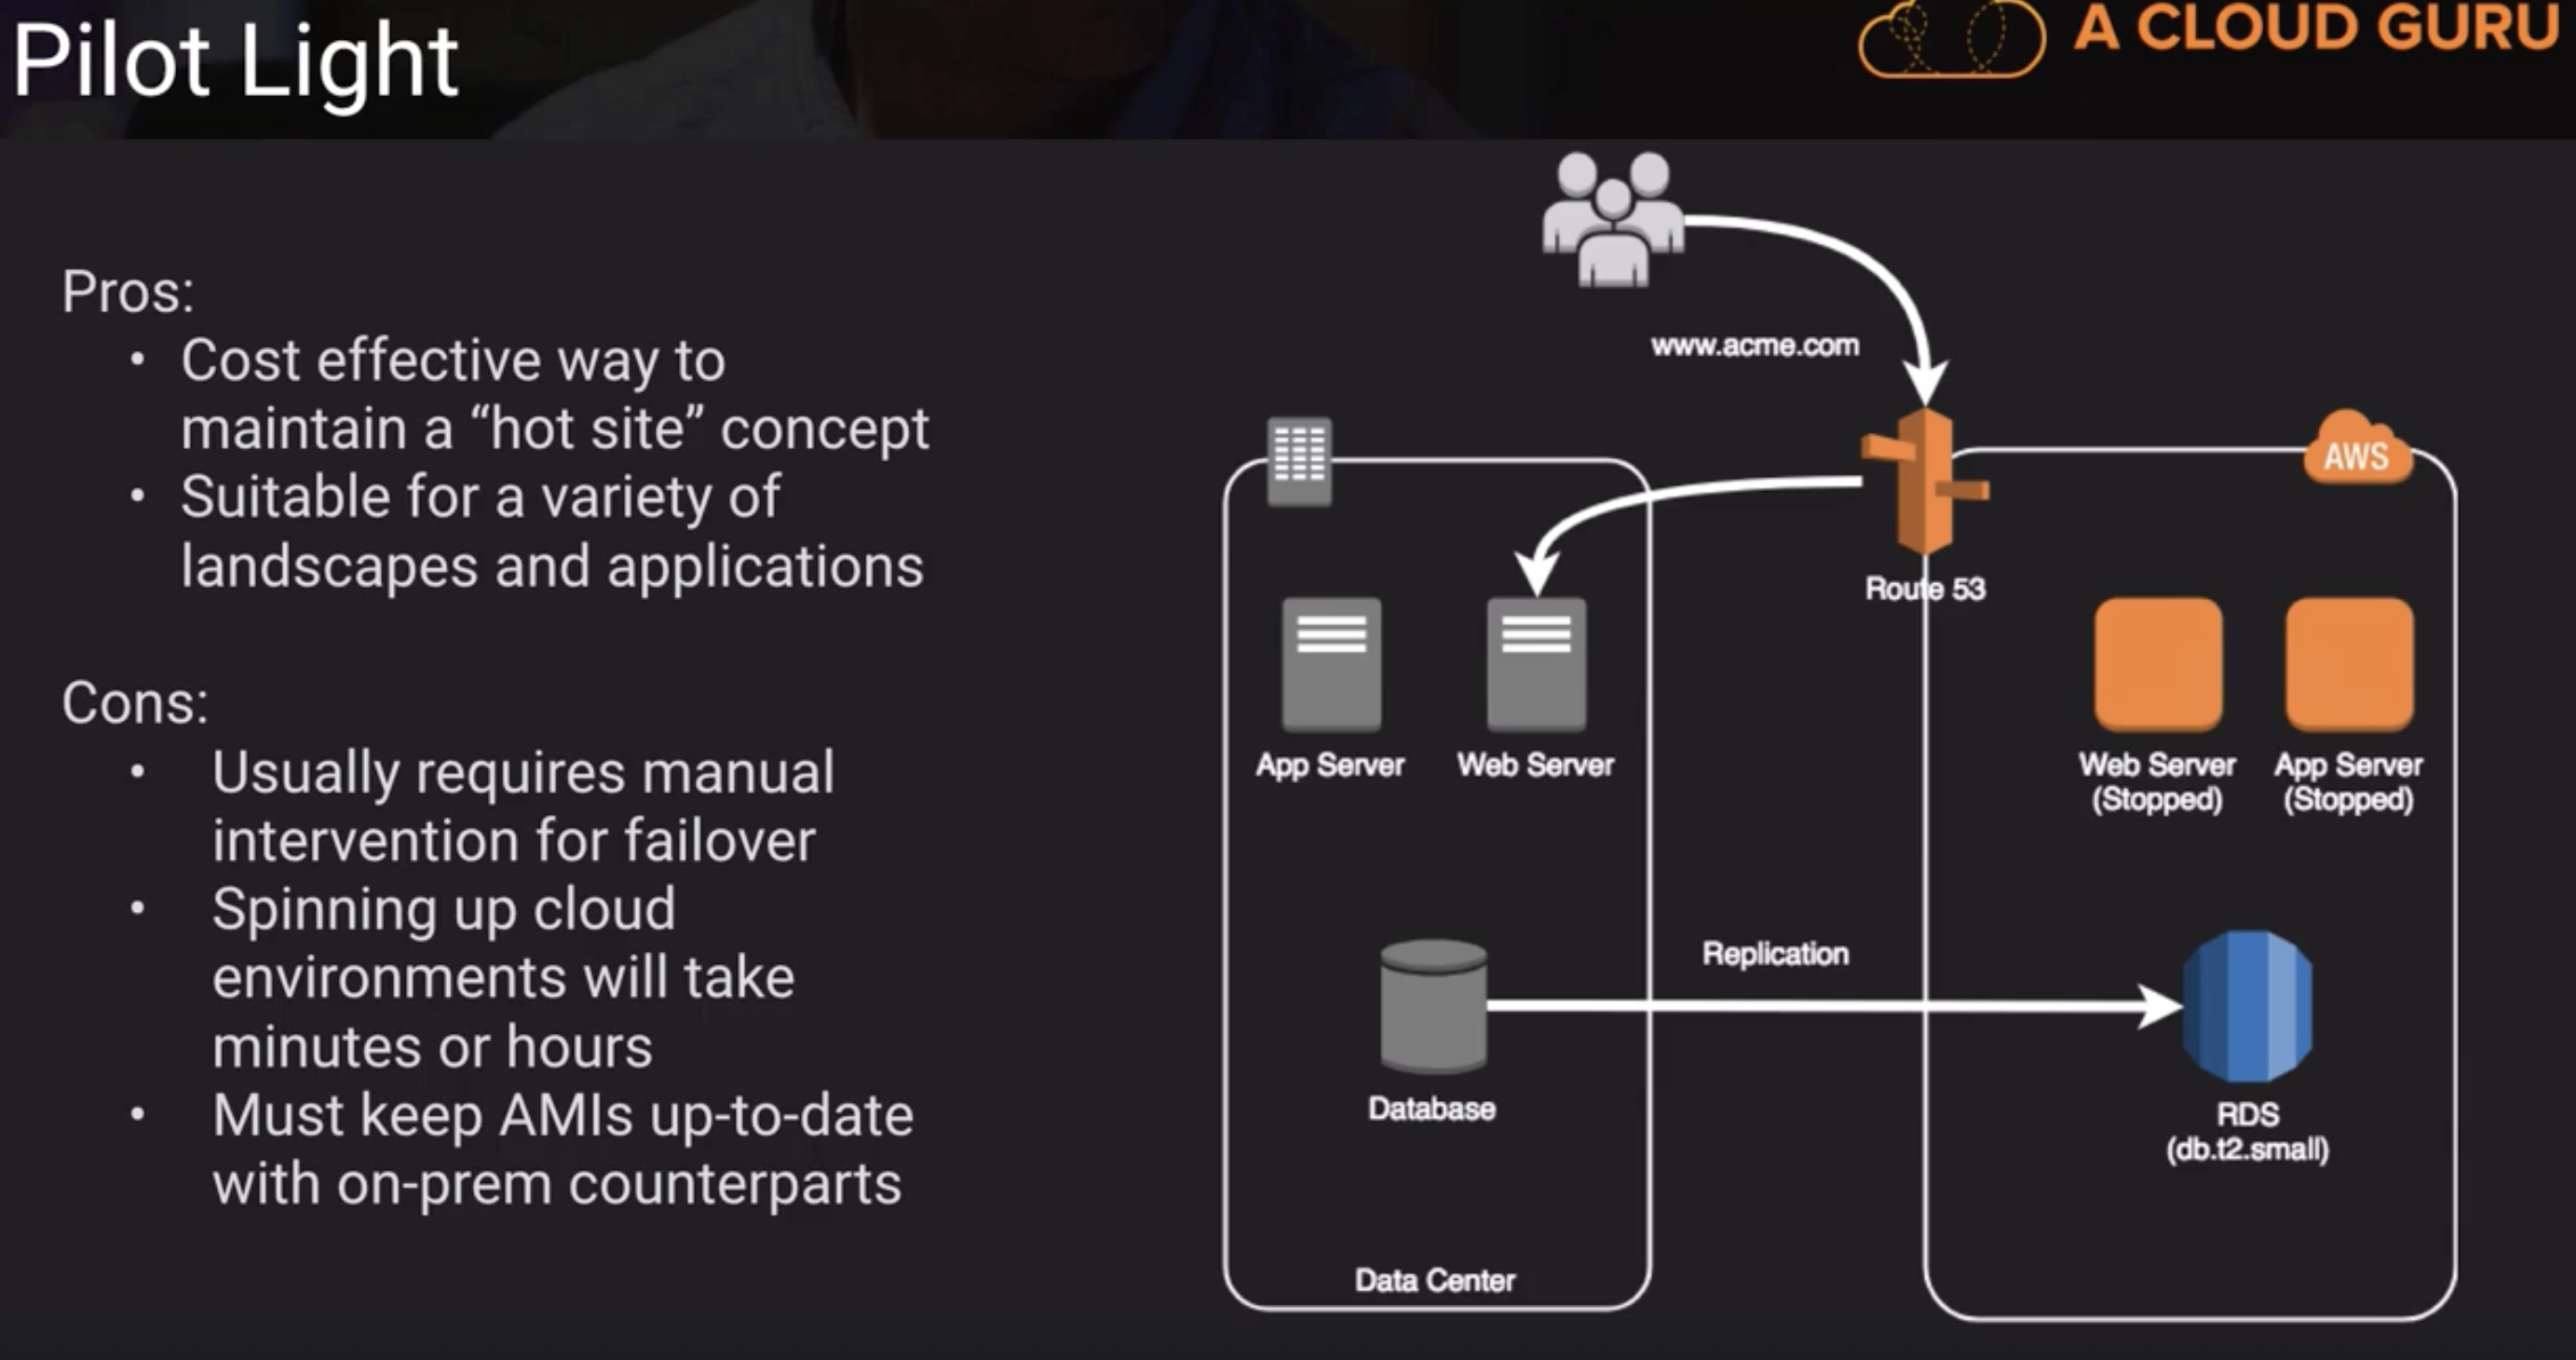 Pilot Light
A CLOUD GURU
Pros:
• Cost effective way to
maintain a “hot site” concept
• Suitable for a variety of
landscapes and applications
Cons:
• Usually requires manual
intervention for failover
• Spinning up cloud
environments will take
minutes or hours
• Must keep AMIs up-to-date
with on-prem counterparts
www.acme.com
AWS
Route 53
App Server
Web Server
Web Server
(Stopped)
App Server
(Stopped)
Replication
Database
RDS
(db.t2.small)
Data Center